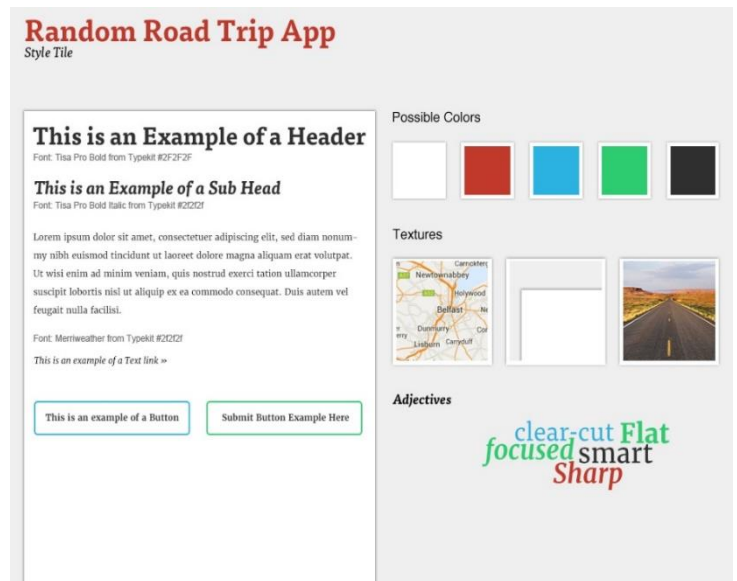 Random Road Trip App
Style Tile
This is an Example of a Header
Font: Tisa Pro Bold from Typekit #2F2F2F
This is an Example of a Sub Head
Font: Tisa Pro Bold Italic from Typekit #2f2f2f
Lorem ipsum dolor sit amet, consectetuer adipiscing elit, sed diam nonum-
my nibh euismod tincidunt ut laoreet dolore magna aliquam erat volutpat.
Ut wisi enim ad minim veniam, quis nostrud exerci tation ullamcorper
suscipit lobortis nisl ut aliquip ex ea commodo consequat. Duis autem vel
feugait nulla facilisi.
Font: Merriweather from Typekit #2f2f2f
This is an example of a Text link »
This is an example of a Button
Submit Button Example Here
Possible Colors
Textures
Newtownabbey
Holywood
Belfast
Dunmurry
Lisburn
Carryduff
Adjectives
clear-cut Flat
focused smart
Sharp